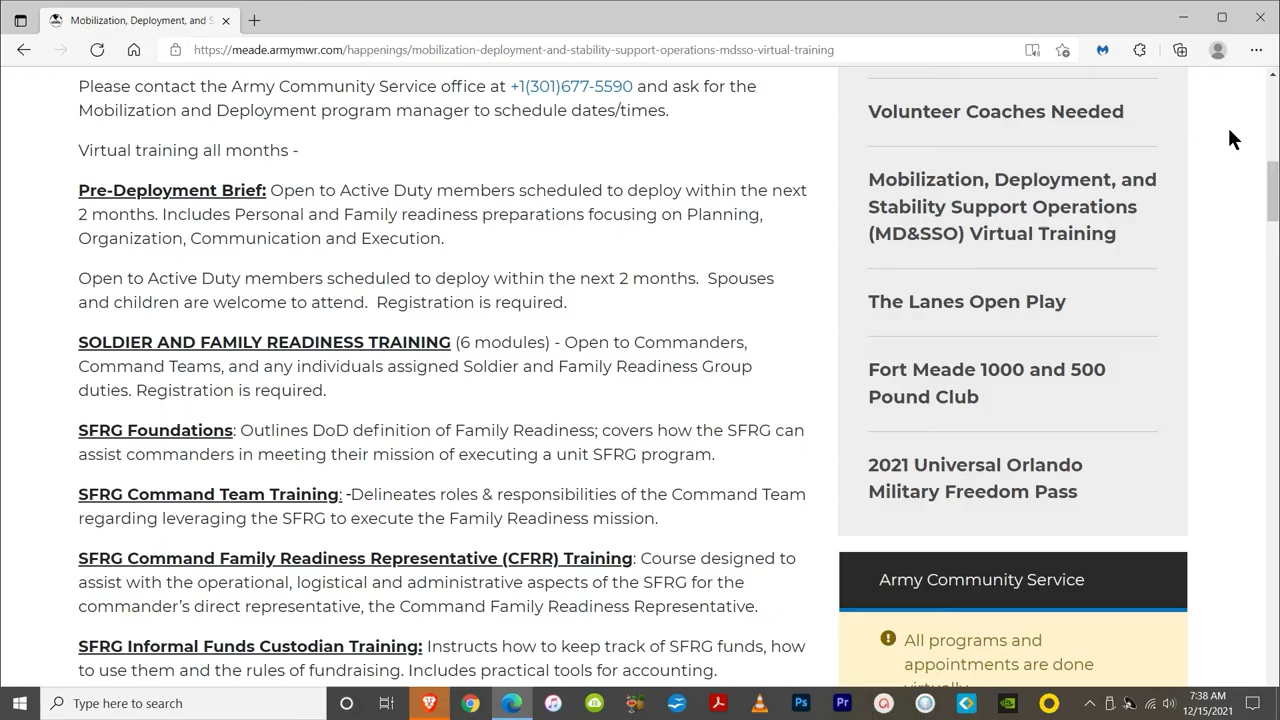 Mobilization, Deployment, and S
https://meade.armymwr.com/happenings/mobilization-deployment-and-stability-support-operations-mdsso-virtual-training
Please contact the Army Community Service office at +1(301)677-5590 and ask for the
Mobilization and Deployment program manager to schedule dates/times.
Virtual training all months -
Pre-Deployment Brief: Open to Active Duty members scheduled to deploy within the next
2 months. Includes Personal and Family readiness preparations focusing on Planning,
Organization, Communication and Execution.
Open to Active Duty members scheduled to deploy within the next 2 months.  Spouses
and children are welcome to attend.  Registration is required.
SOLDIER AND FAMILY READINESS TRAINING (6 modules) - Open to Commanders,
Command Teams, and any individuals assigned Soldier and Family Readiness Group
duties. Registration is required.
SFRG Foundations: Outlines DoD definition of Family Readiness; covers how the SFRG can
assist commanders in meeting their mission of executing a unit SFRG program.
SFRG Command Team Training: -Delineates roles & responsibilities of the Command Team
regarding leveraging the SFRG to execute the Family Readiness mission.
SFRG Command Family Readiness Representative (CFRR) Training: Course designed to
assist with the operational, logistical and administrative aspects of the SFRG for the
commander's direct representative, the Command Family Readiness Representative.
SFRG Informal Funds Custodian Training: Instructs how to keep track of SFRG funds, how
to use them and the rules of fundraising. Includes practical tools for accounting.
Volunteer Coaches Needed
Mobilization, Deployment, and
Stability Support Operations
(MD&SSO) Virtual Training
The Lanes Open Play
Fort Meade 1000 and 500
Pound Club
2021 Universal Orlando
Military Freedom Pass
Army Community Service
All programs and
appointments are done
virtually
Type here to search
Ps
Pr
7:38 AM
12/15/2021